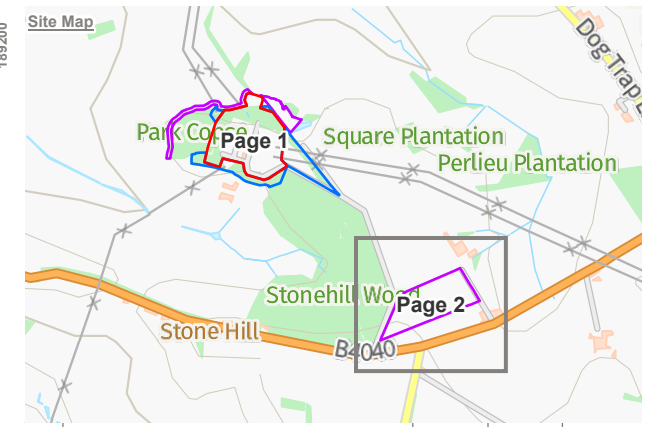 Site Map
189200
Dog Trap L
Park Copse
Page 1
Square Plantation
Perlieu Plantation
Stonehill Wood
Page 2
Stone Hill
B4040